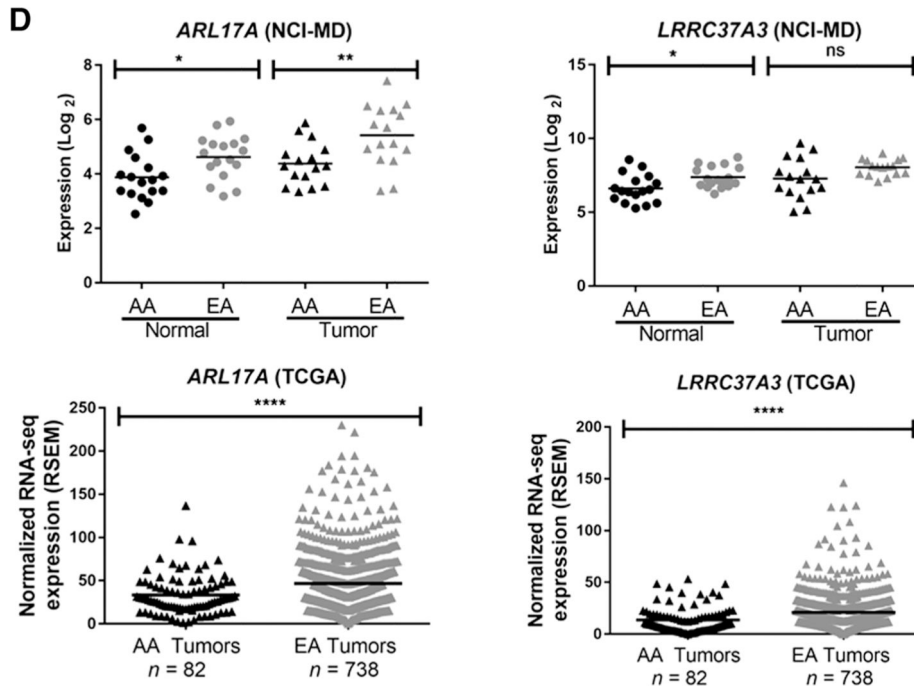 D
ARL17A (NCI-MD)
* **
Expression (Log 2)
8
6
4
2
0
AA EA AA EA
Normal Tumor
LRRC37A3 (NCI-MD)
* ns
Expression (Log 2)
15
10
5
0
AA EA AA EA
Normal Tumor
ARL17A (TCGA)
****
Normalized RNA-seq
expression (RSEM)
250
200
150
100
50
0
AA Tumors EA Tumors
n = 82 n = 738
LRRC37A3 (TCGA)
****
Normalized RNA-seq
expression (RSEM)
200
150
100
50
0
AA Tumors EA Tumors
n = 82 n = 738